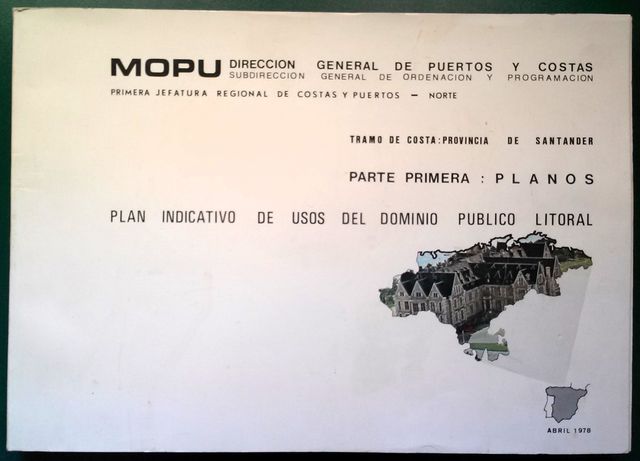 MOPU DIRECCION GENERAL DE PUERTOS Y COSTAS
SUBDIRECCION GENERAL DE ORDENACION Y PROGRAMACION
PRIMERA JEFATURA REGIONAL DE COSTAS Y PUERTOS — NORTE
TRAMO DE COSTA: PROVINCIA DE SANTANDER
PARTE PRIMERA : PLANOS
PLAN INDICATIVO DE USOS DEL DOMINIO PUBLICO LITORAL
ABRIL 1978